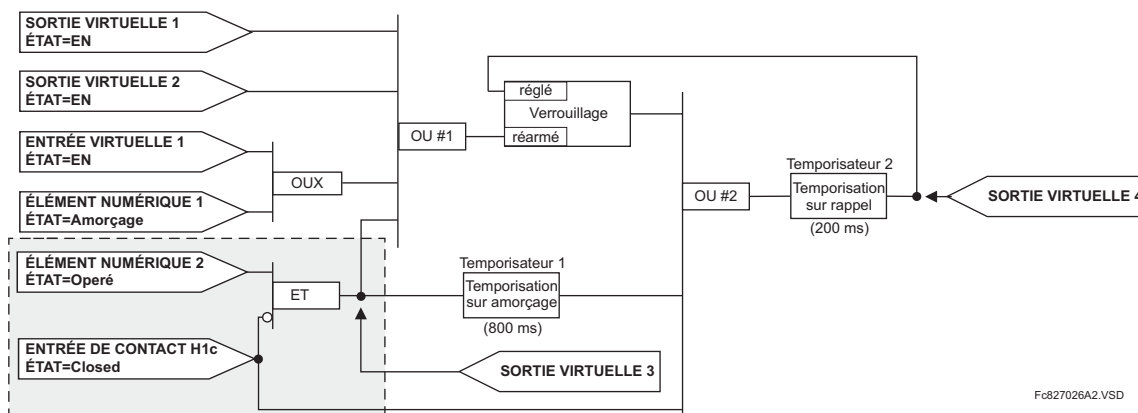 SORTIE VIRTUELLE 1
ÉTAT=EN
SORTIE VIRTUELLE 2
ÉTAT=EN
ENTRÉE VIRTUELLE 1
ÉTAT=EN
ÉLÉMENT NUMÉRIQUE 1
ÉTAT=Amorçage
ÉLÉMENT NUMÉRIQUE 2
ÉTAT=Operé
ENTRÉE DE CONTACT H1c
ÉTAT=Closed
OUX
ET
OU #1
réglé
Verrouillage
réarmé
Temporisateur 1
Temporisation
sur amorçage
(800 ms)
SORTIE VIRTUELLE 3
OU #2
Temporisateur 2
Temporisation
sur rappel
(200 ms)
SORTIE VIRTUELLE 4
Fc827026A2.VSD